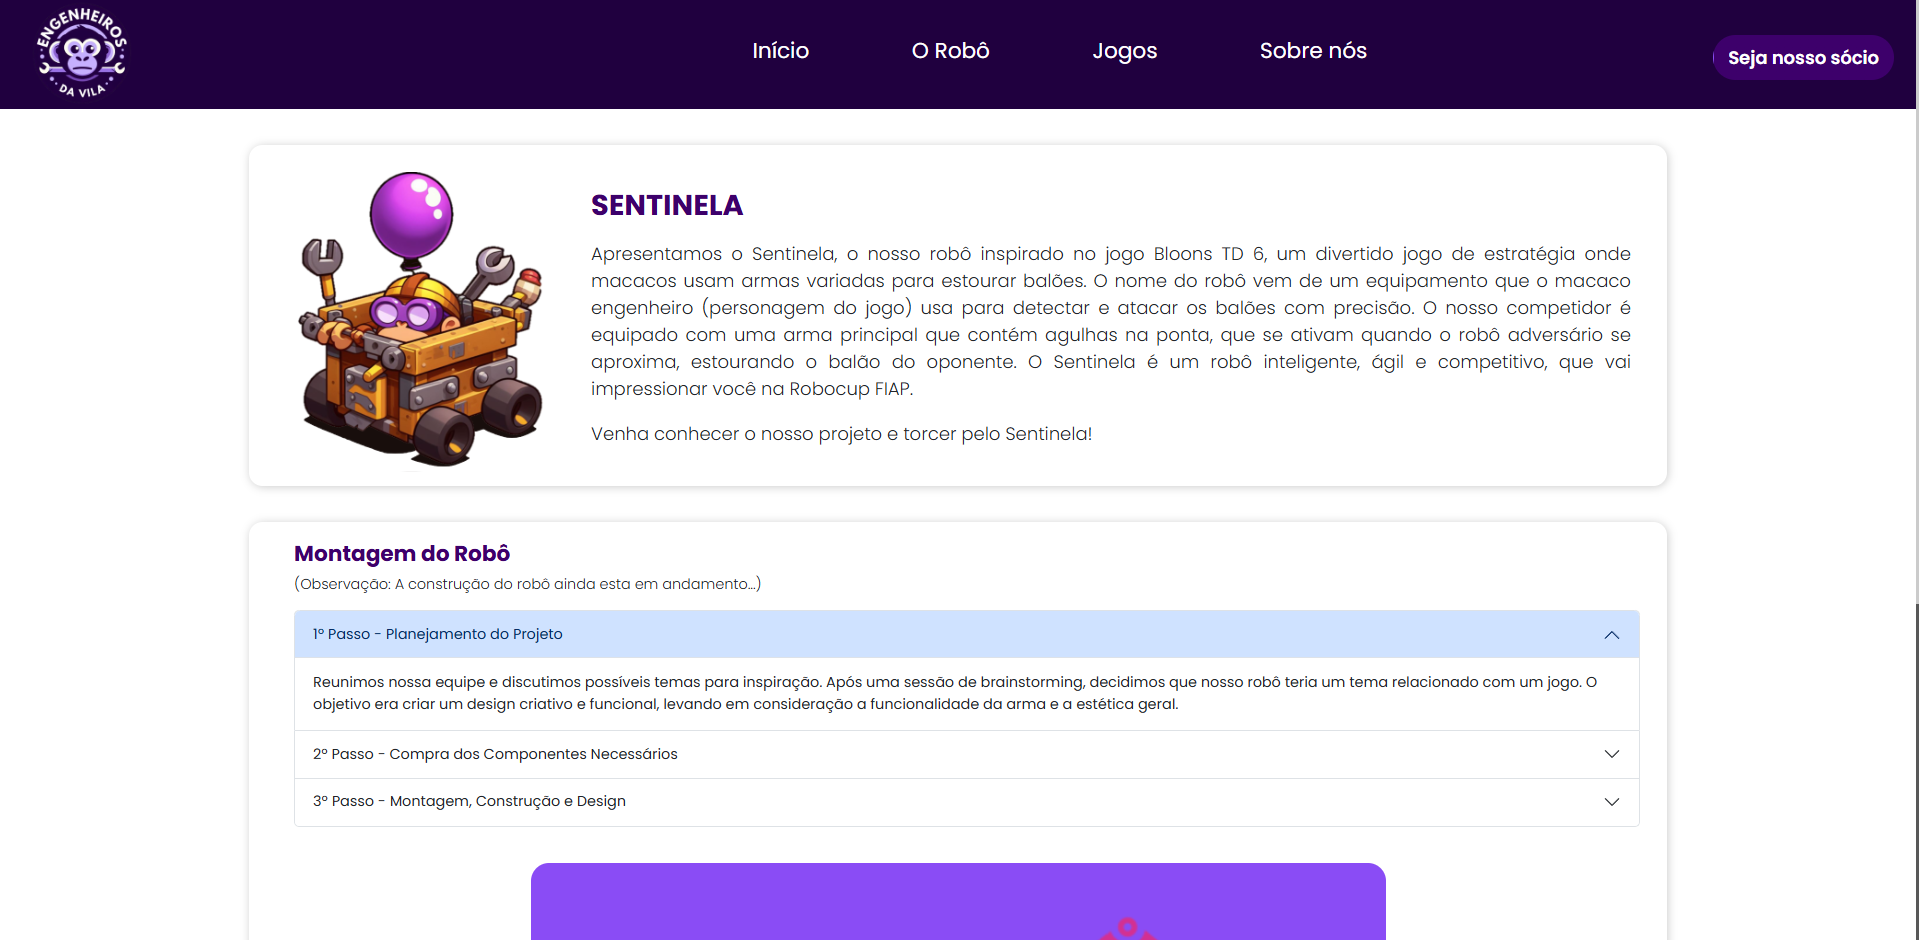 ENGENHEIROS
DA VILA
Início
O Robô
Jogos
Sobre nós
Seja nosso sócio
SENTINELA
Apresentamos o Sentinela, o nosso robô inspirado no jogo Bloons TD 6, um divertido jogo de estratégia onde
macacos usam armas variadas para estourar balões. O nome do robô vem de um equipamento que o macaco
engenheiro (personagem do jogo) usa para detectar e atacar os balões com precisão. O nosso competidor é
equipado com uma arma principal que contém agulhas na ponta, que se ativam quando o robô adversário se
aproxima, estourando o balão do oponente. O Sentinela é um robô inteligente, ágil e competitivo, que vai
impressionar você na Robocup FIAP.
Venha conhecer o nosso projeto e torcer pelo Sentinela!
Montagem do Robô
(Observação: A construção do robô ainda esta em andamento...)
1º Passo - Planejamento do Projeto
Reunimos nossa equipe e discutimos possíveis temas para inspiração. Após uma sessão de brainstorming, decidimos que nosso robô teria um tema relacionado com um jogo. O
objetivo era criar um design criativo e funcional, levando em consideração a funcionalidade da arma e a estética geral.
2º Passo - Compra dos Componentes Necessários
3º Passo - Montagem, Construção e Design